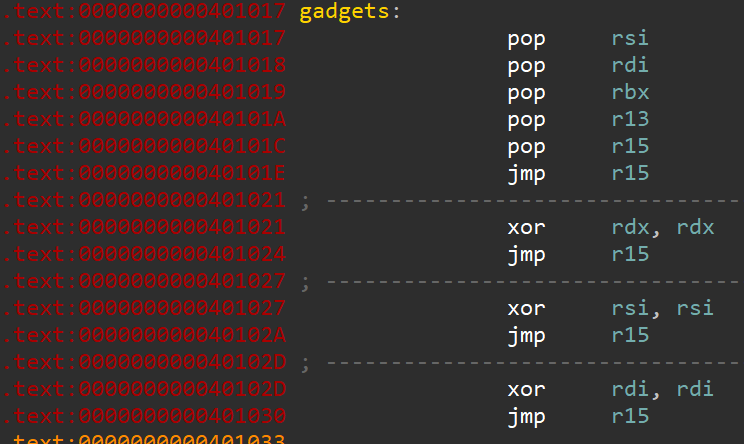 .text:0000000000401017 gadgets:
.text:0000000000401017 pop rsi
.text:0000000000401018 pop rdi
.text:0000000000401019 pop rbx
.text:000000000040101A pop r13
.text:000000000040101C pop r15
.text:000000000040101E jmp r15
.text:0000000000401021 ; ---------------------------------
.text:0000000000401021 xor rdx, rdx
.text:0000000000401024 jmp r15
.text:0000000000401027 ; ---------------------------------
.text:0000000000401027 xor rsi, rsi
.text:000000000040102A jmp r15
.text:000000000040102D ; ---------------------------------
.text:000000000040102D xor rdi, rdi
.text:0000000000401030 jmp r15
.text:0000000000401033